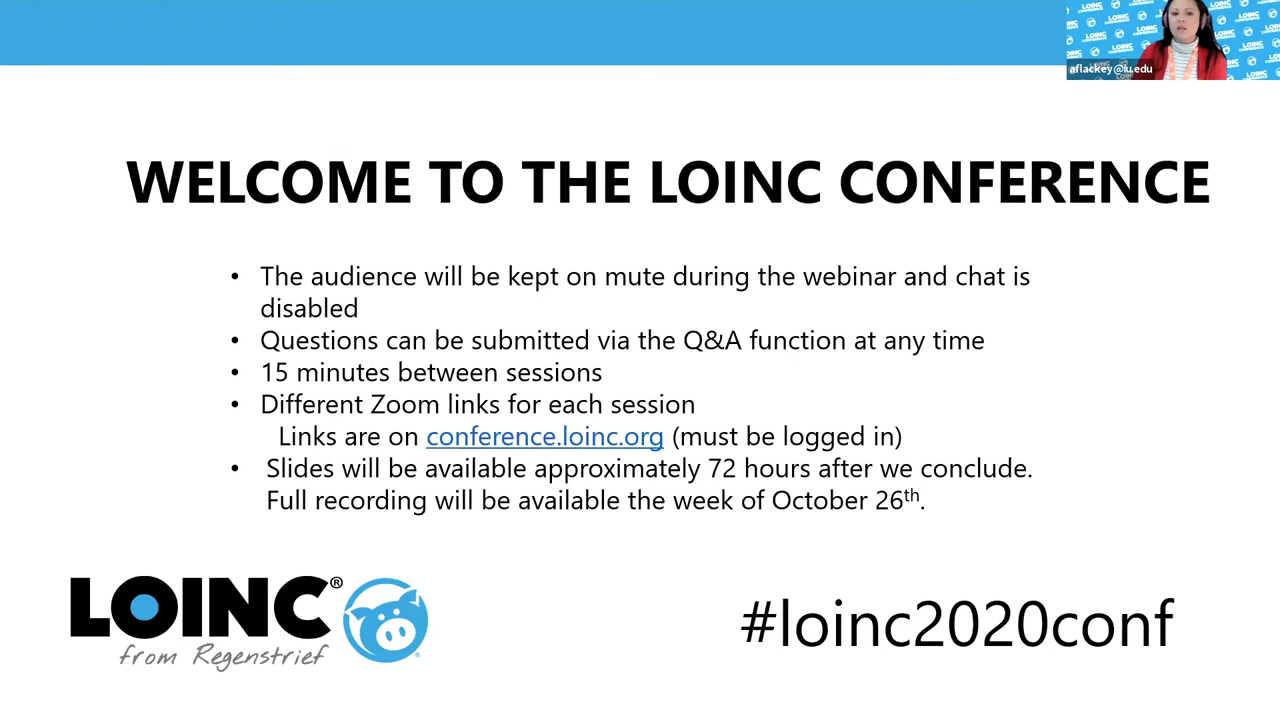 aflackey@iu.edu
WELCOME TO THE LOINC CONFERENCE
• The audience will be kept on mute during the webinar and chat is
disabled
• Questions can be submitted via the Q&A function at any time
• 15 minutes between sessions
• Different Zoom links for each session
Links are on conference.loinc.org (must be logged in)
• Slides will be available approximately 72 hours after we conclude.
Full recording will be available the week of October 26th.
LOINC®
from Regenstrief
#loinc2020conf